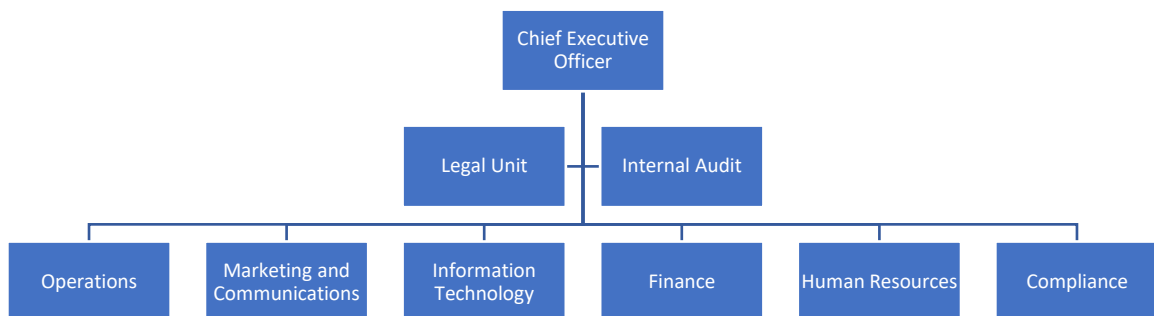 Chief Executive
Officer
Legal Unit
Internal Audit
Operations
Marketing and
Communications
Information
Technology
Finance
Human Resources
Compliance